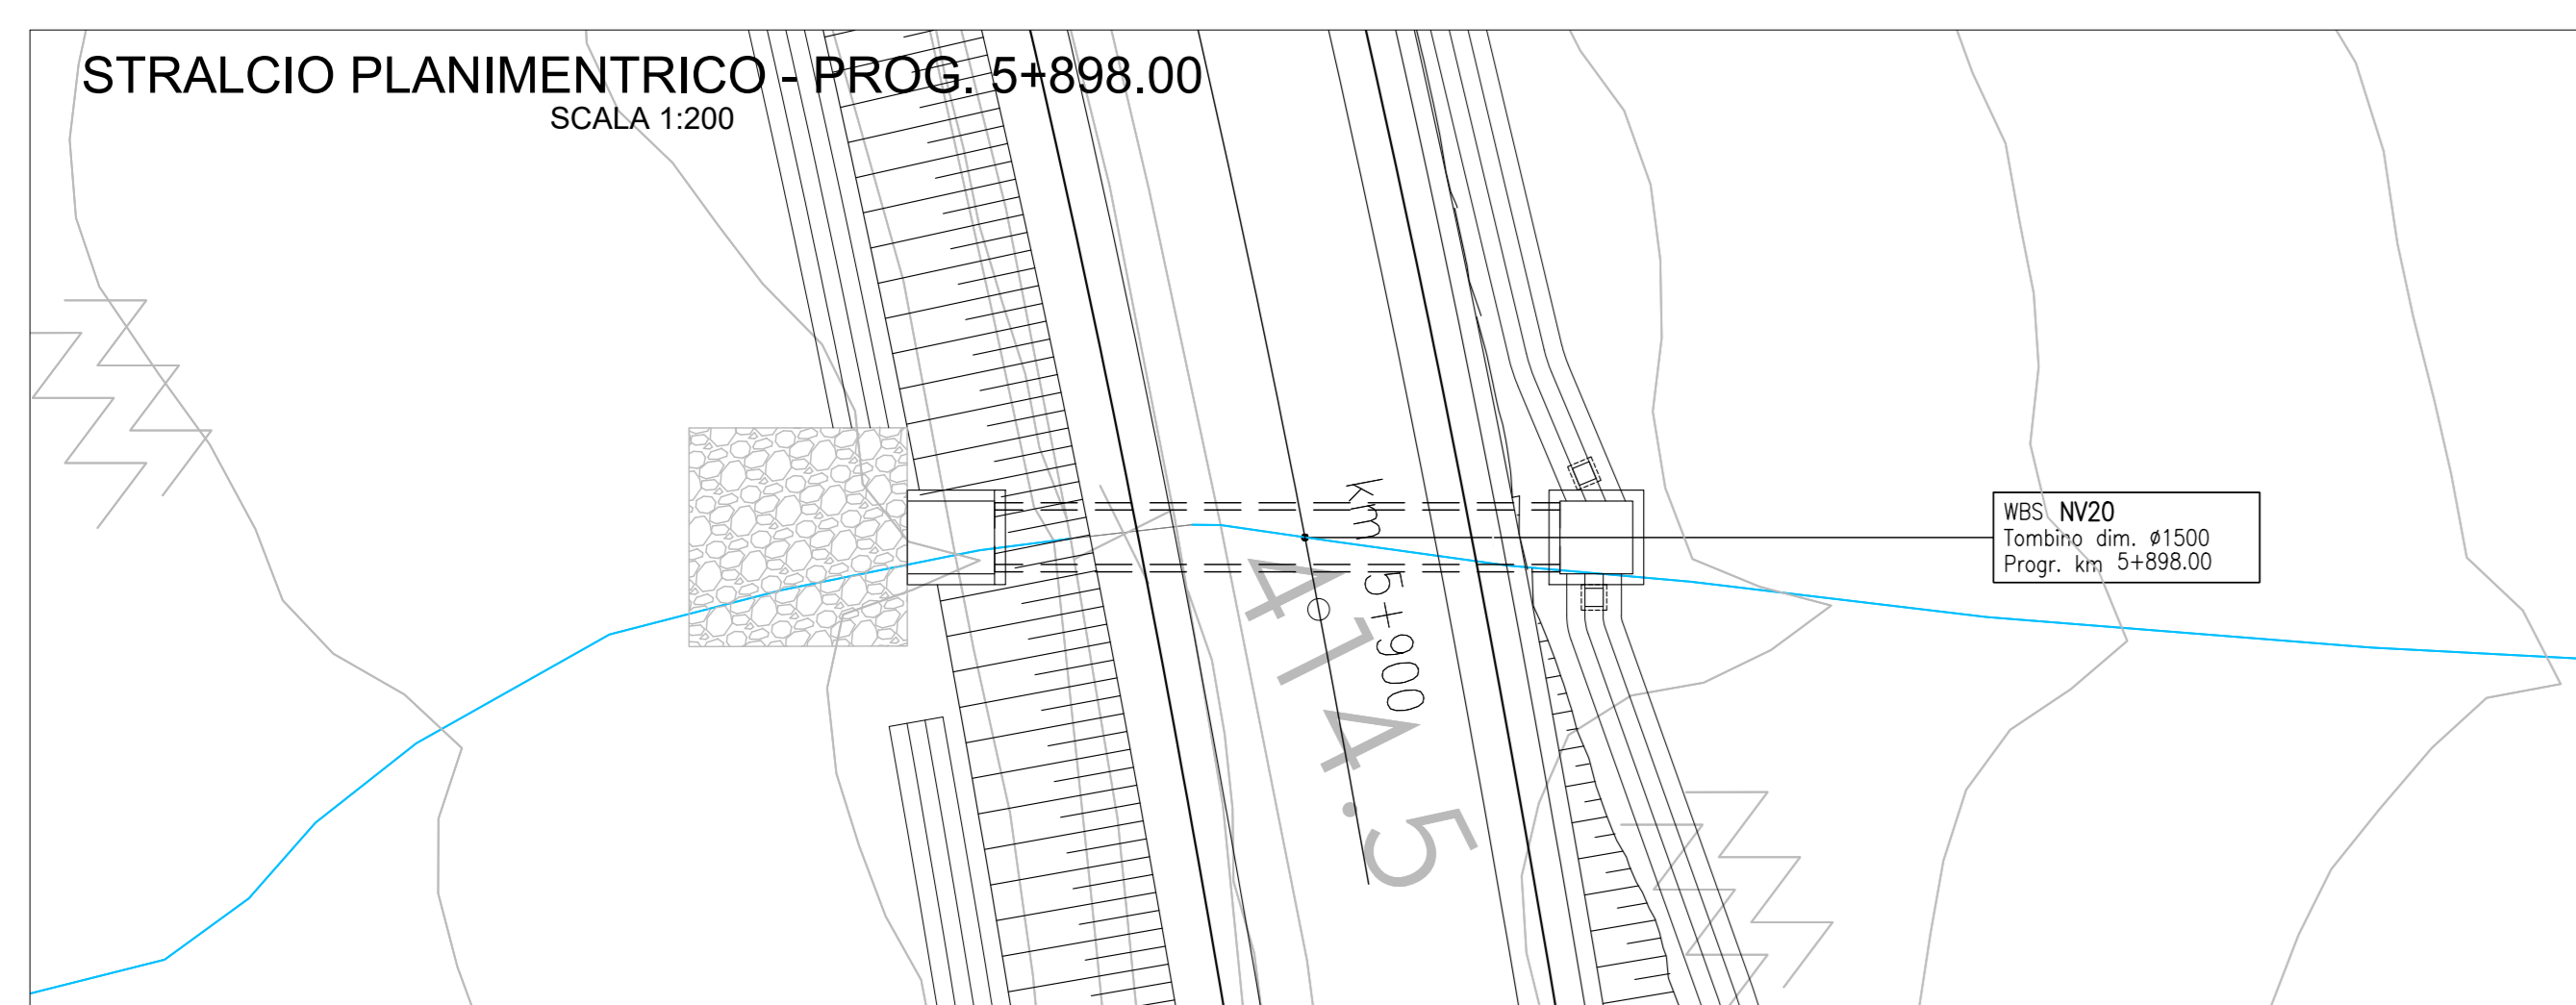 STRALCIO PLANIMENTRICO - PROG. 5+898.00
SCALA 1:200
km 5+900
414.5
WBS NV20
Tombino dim. ø1500
Progr. km 5+898.00